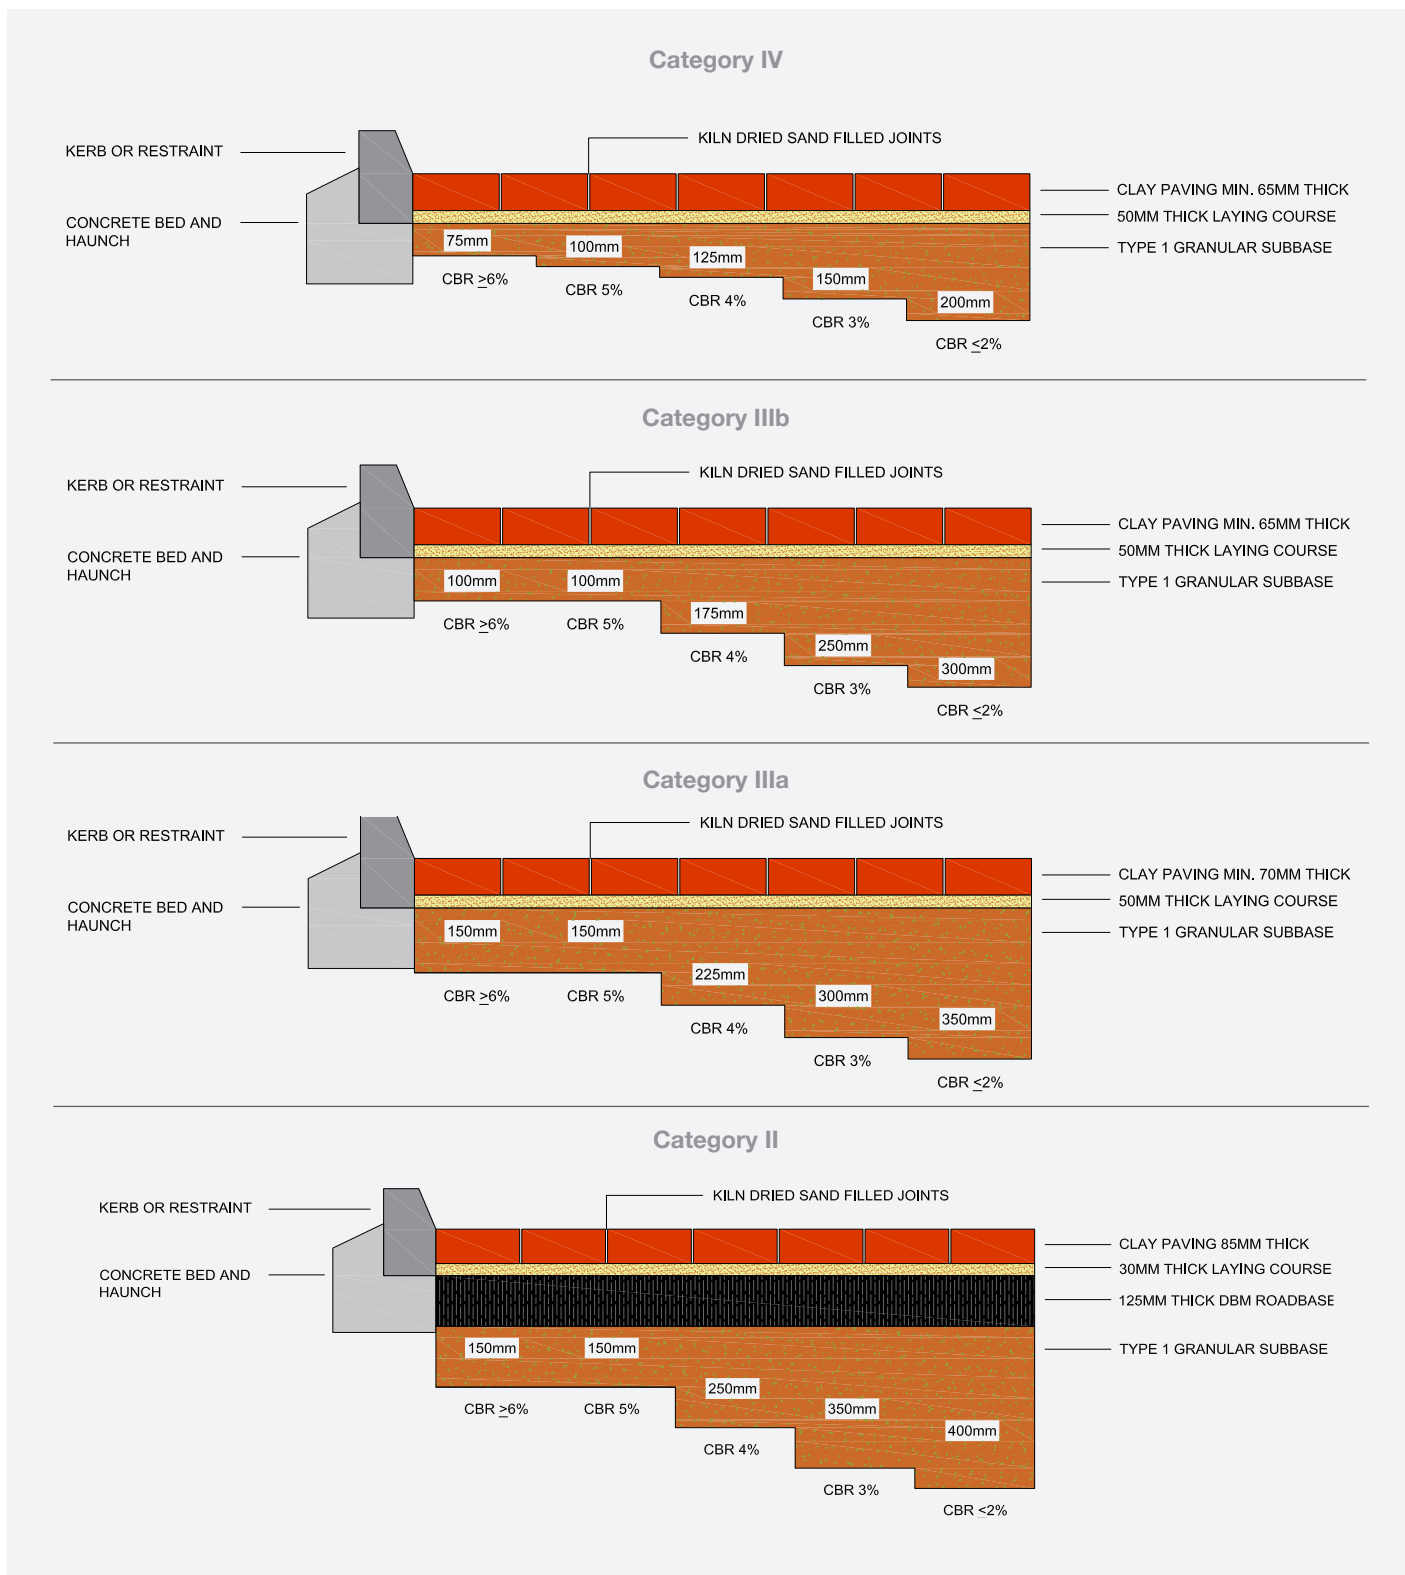 Category IV
KILN DRIED SAND FILLED JOINTS
KERB OR RESTRAINT
CLAY PAVING MIN. 65MM THICK
50MM THICK LAYING COURSE
CONCRETE BED AND
HAUNCH
TYPE 1 GRANULAR SUBBASE
75mm
100mm
125mm
150mm
200mm
CBR ≥6%
CBR 5%
CBR 4%
CBR 3%
CBR ≤2%
Category IIIb
KILN DRIED SAND FILLED JOINTS
KERB OR RESTRAINT
CLAY PAVING MIN. 65MM THICK
50MM THICK LAYING COURSE
CONCRETE BED AND
HAUNCH
TYPE 1 GRANULAR SUBBASE
100mm
100mm
175mm
250mm
300mm
CBR ≥6%
CBR 5%
CBR 4%
CBR 3%
CBR ≤2%
Category IIIa
KILN DRIED SAND FILLED JOINTS
KERB OR RESTRAINT
CLAY PAVING MIN. 70MM THICK
50MM THICK LAYING COURSE
CONCRETE BED AND
HAUNCH
TYPE 1 GRANULAR SUBBASE
150mm
150mm
225mm
300mm
350mm
CBR ≥6%
CBR 5%
CBR 4%
CBR 3%
CBR ≤2%
Category II
KILN DRIED SAND FILLED JOINTS
KERB OR RESTRAINT
CLAY PAVING 85MM THICK
30MM THICK LAYING COURSE
CONCRETE BED AND
HAUNCH
125MM THICK DBM ROADBASE
TYPE 1 GRANULAR SUBBASE
150mm
150mm
250mm
350mm
400mm
CBR ≥6%
CBR 5%
CBR 4%
CBR 3%
CBR ≤2%